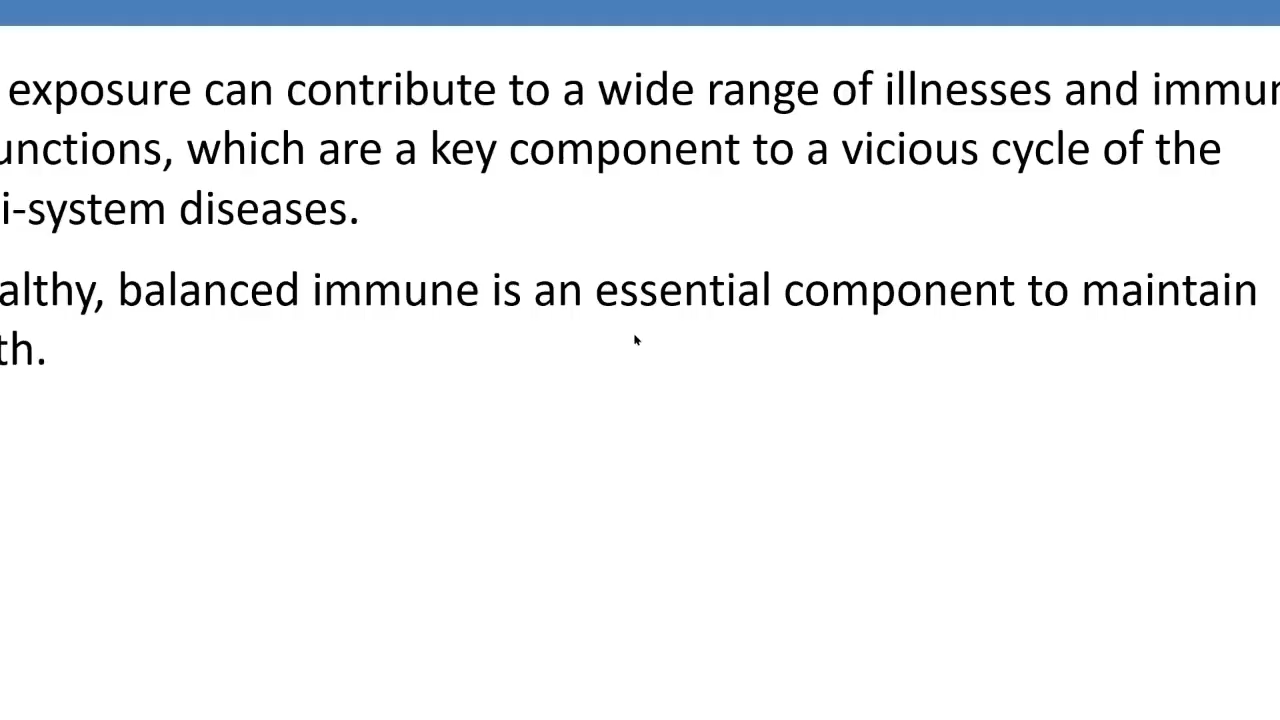 exposure can contribute to a wide range of illnesses and immun
unctions, which are a key component to a vicious cycle of the
i-system diseases.
althy, balanced immune is an essential component to maintain
th.